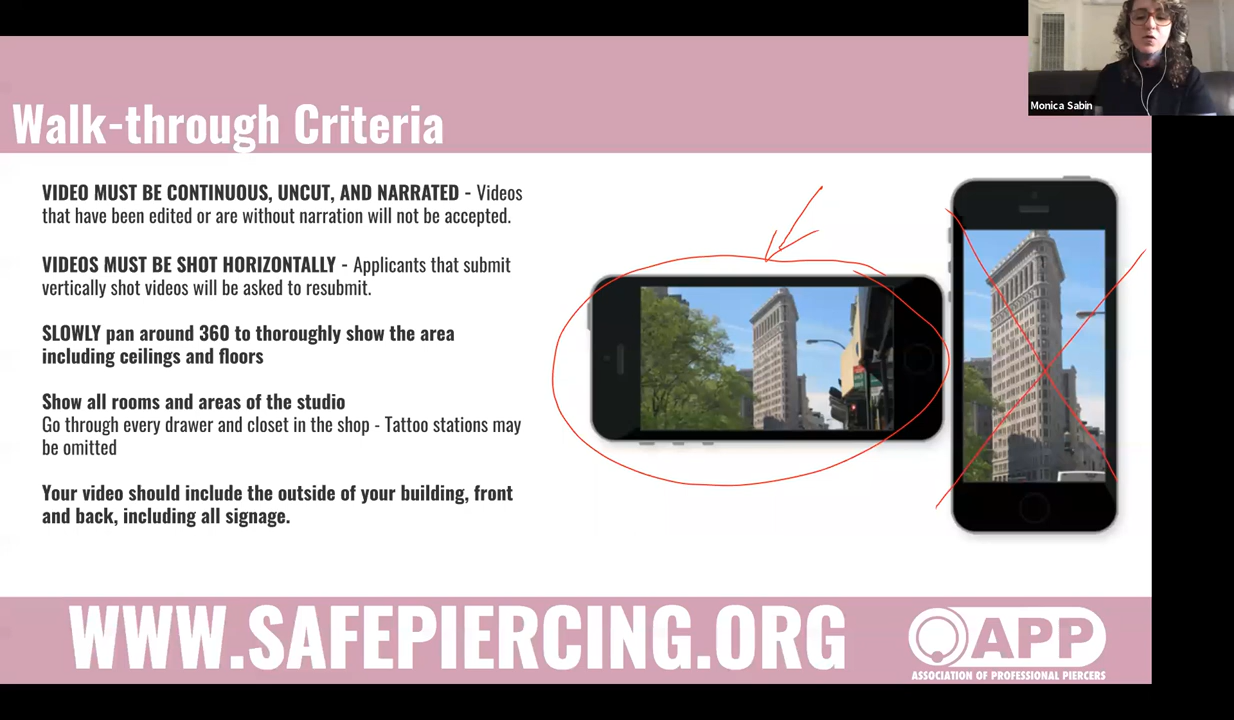 Monica Sabin
Walk-through Criteria
VIDEO MUST BE CONTINUOUS, UNCUT, AND NARRATED - Videos
that have been edited or are without narration will not be accepted.
VIDEOS MUST BE SHOT HORIZONTALLY - Applicants that submit
vertically shot videos will be asked to resubmit.
SLOWLY pan around 360 to thoroughly show the area
including ceilings and floors
Show all rooms and areas of the studio
Go through every drawer and closet in the shop - Tattoo stations may
be omitted
Your video should include the outside of your building, front
and back, including all signage.
WWW.SAFEPIERCING.ORG
APP
ASSOCIATION OF PROFESSIONAL PIERCERS